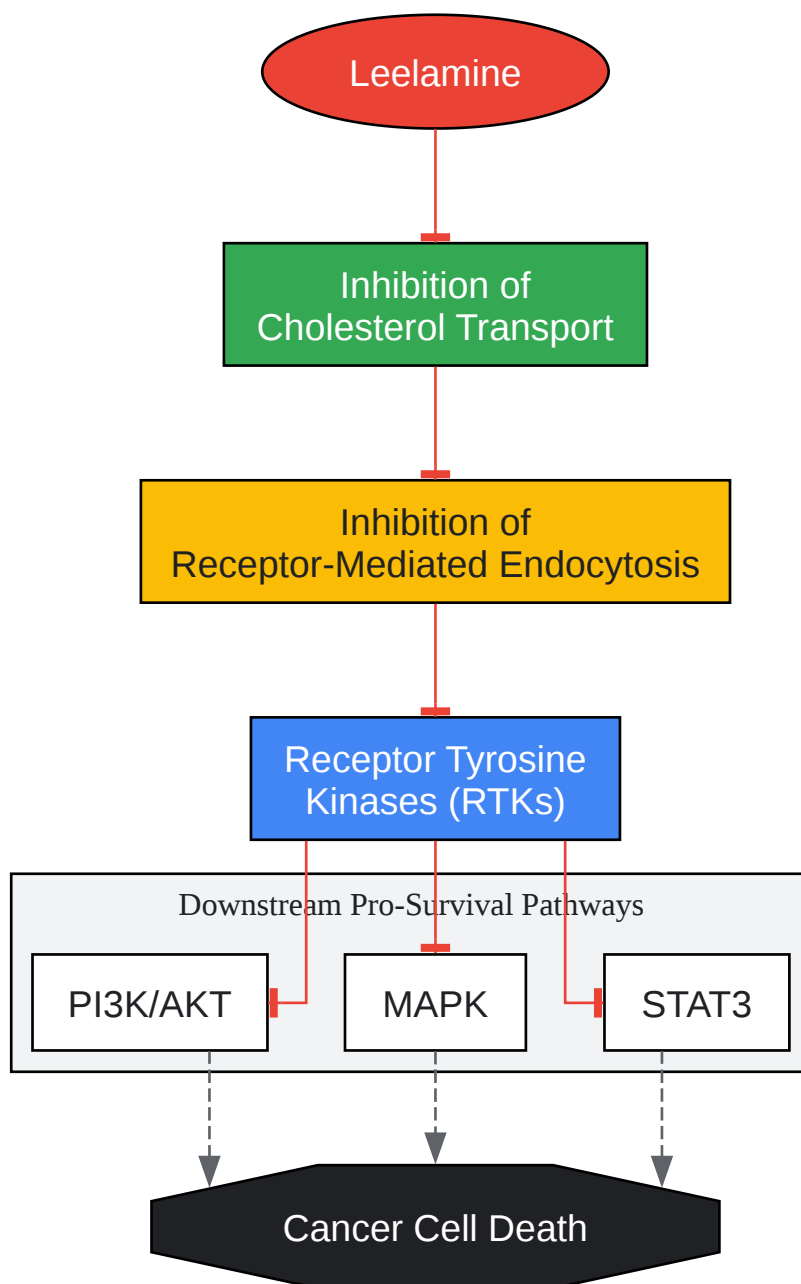 Leelamine
Inhibition of
Cholesterol Transport
Inhibition of
Receptor-Mediated Endocytosis
Receptor Tyrosine
Kinases (RTKs)
Downstream Pro-Survival Pathways
PI3K/AKT
MAPK
STAT3
Cancer Cell Death